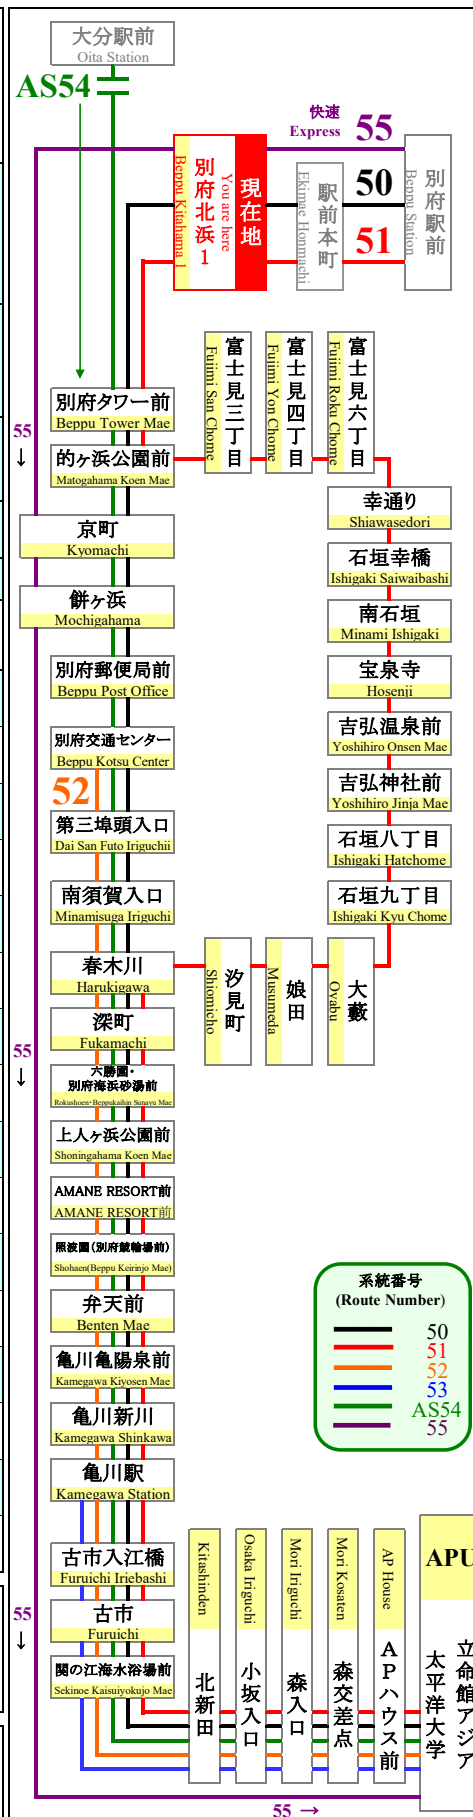 大分駅前
Oita Station
AS54
快速
Express
55
50
51
別府北浜1
Beppu Kitahama 1
You are here
現在地
駅前本町
Ekimae Honmachi
別府駅前
Beppu Station
別府タワー前
Beppu Tower Mae
的ヶ浜公園前
Matogahama Koen Mae
富士見三丁目
Fujimi San Chome
富士見四丁目
Fujimi Yon Chome
富士見六丁目
Fujimi Roku Chome
55
↓
京町
Kyomachi
餅ヶ浜
Mochigahama
別府郵便局前
Beppu Post Office
別府交通センター
Beppu Kotsu Center
52
第三埠頭入口
Dai San Futo Iriguchii
南須賀入口
Minamisuga Iriguchi
春木川
Harukigawa
幸通り
Shiawasedori
石垣幸橋
Ishigaki Saiwaibashi
南石垣
Minami Ishigaki
宝泉寺
Hosenji
吉弘温泉前
Yoshihiro Onsen Mae
吉弘神社前
Yoshihiro Jinja Mae
石垣八丁目
Ishigaki Hatchome
石垣九丁目
Ishigaki Kyu Chome
汐見町
Shiomicho
娘田
Musumeda
大藪
Oyabu
深町
Fukamachi
55
↓
六勝園・
別府海浜砂湯前
Rokushoen・Beppukaihin Sunayu Mae
上人ヶ浜公園前
Shoningahama Koen Mae
AMANE RESORT前
AMANE RESORT前
照波園(別府競輪場前)
Shohaen(Beppu Keirinjo Mae)
弁天前
Benten Mae
亀川亀陽泉前
Kamegawa Kiyosen Mae
亀川新川
Kamegawa Shinkawa
亀川駅
Kamegawa Station
系統番号
(Route Number)
50
51
52
53
AS54
55
古市入江橋
Furuichi Iriebashi
古市
Furuichi
関の江海水浴場前
Sekinoe Kaisuiyokujo Mae
55
↓
Kitashinden
北新田
Osaka Iriguchi
小坂入口
Mori Iriguchi
森入口
Mori Kosaten
森交差点
AP House
APハウス前
APU
立命館アジア
太平洋大学
55 →